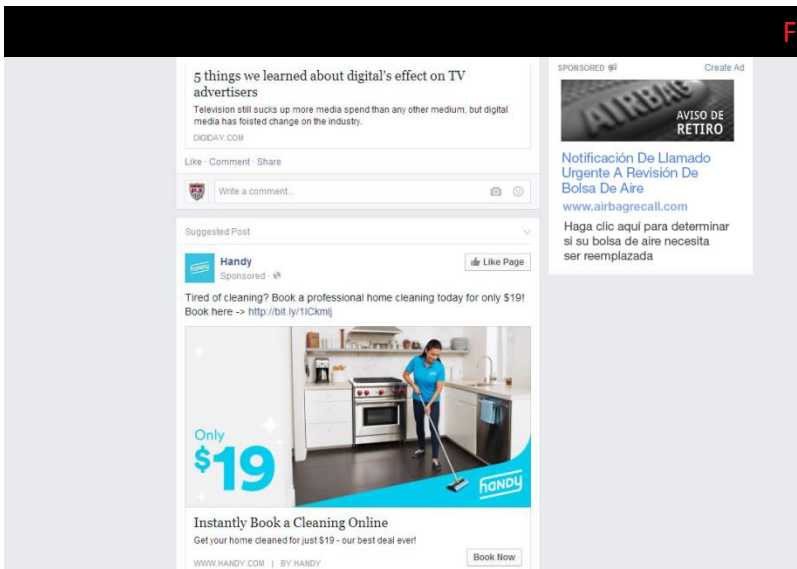 F
5 things we learned about digital's effect on TV
advertisers
Television still sucks up more media spend than any other medium, but digital
media has foisted change on the industry.
DIGIDAY.COM
Like · Comment · Share
Write a comment...
Suggested Post
handy
Handy
Sponsored ·
Like Page
Tired of cleaning? Book a professional home cleaning today for only $19!
Book here -> http://bit.ly/1ICkmlj
Only
$19
handy
Instantly Book a Cleaning Online
Get your home cleaned for just $19 - our best deal ever!
WWW.HANDY.COM | BY HANDY
Book Now
SPONSORED
Create Ad
AIRBAG
AVISO DE
RETIRO
Notificación De Llamado
Urgente A Revisión De
Bolsa De Aire
www.airbagrecall.com
Haga clic aquí para determinar
si su bolsa de aire necesita
ser reemplazada